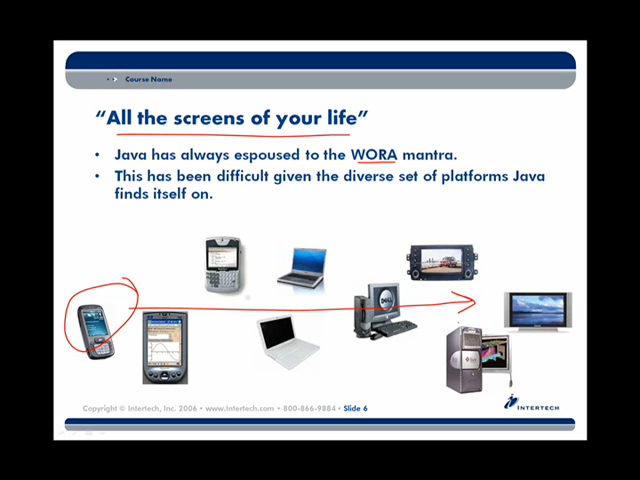 Course Name
“All the screens of your life”
• Java has always espoused to the WORA mantra.
• This has been difficult given the diverse set of platforms Java
finds itself on.
DELL
Copyright © Intertech, Inc. 2006 • www.Intertech.com • 800-866-9884 • Slide 6
INTERTECH